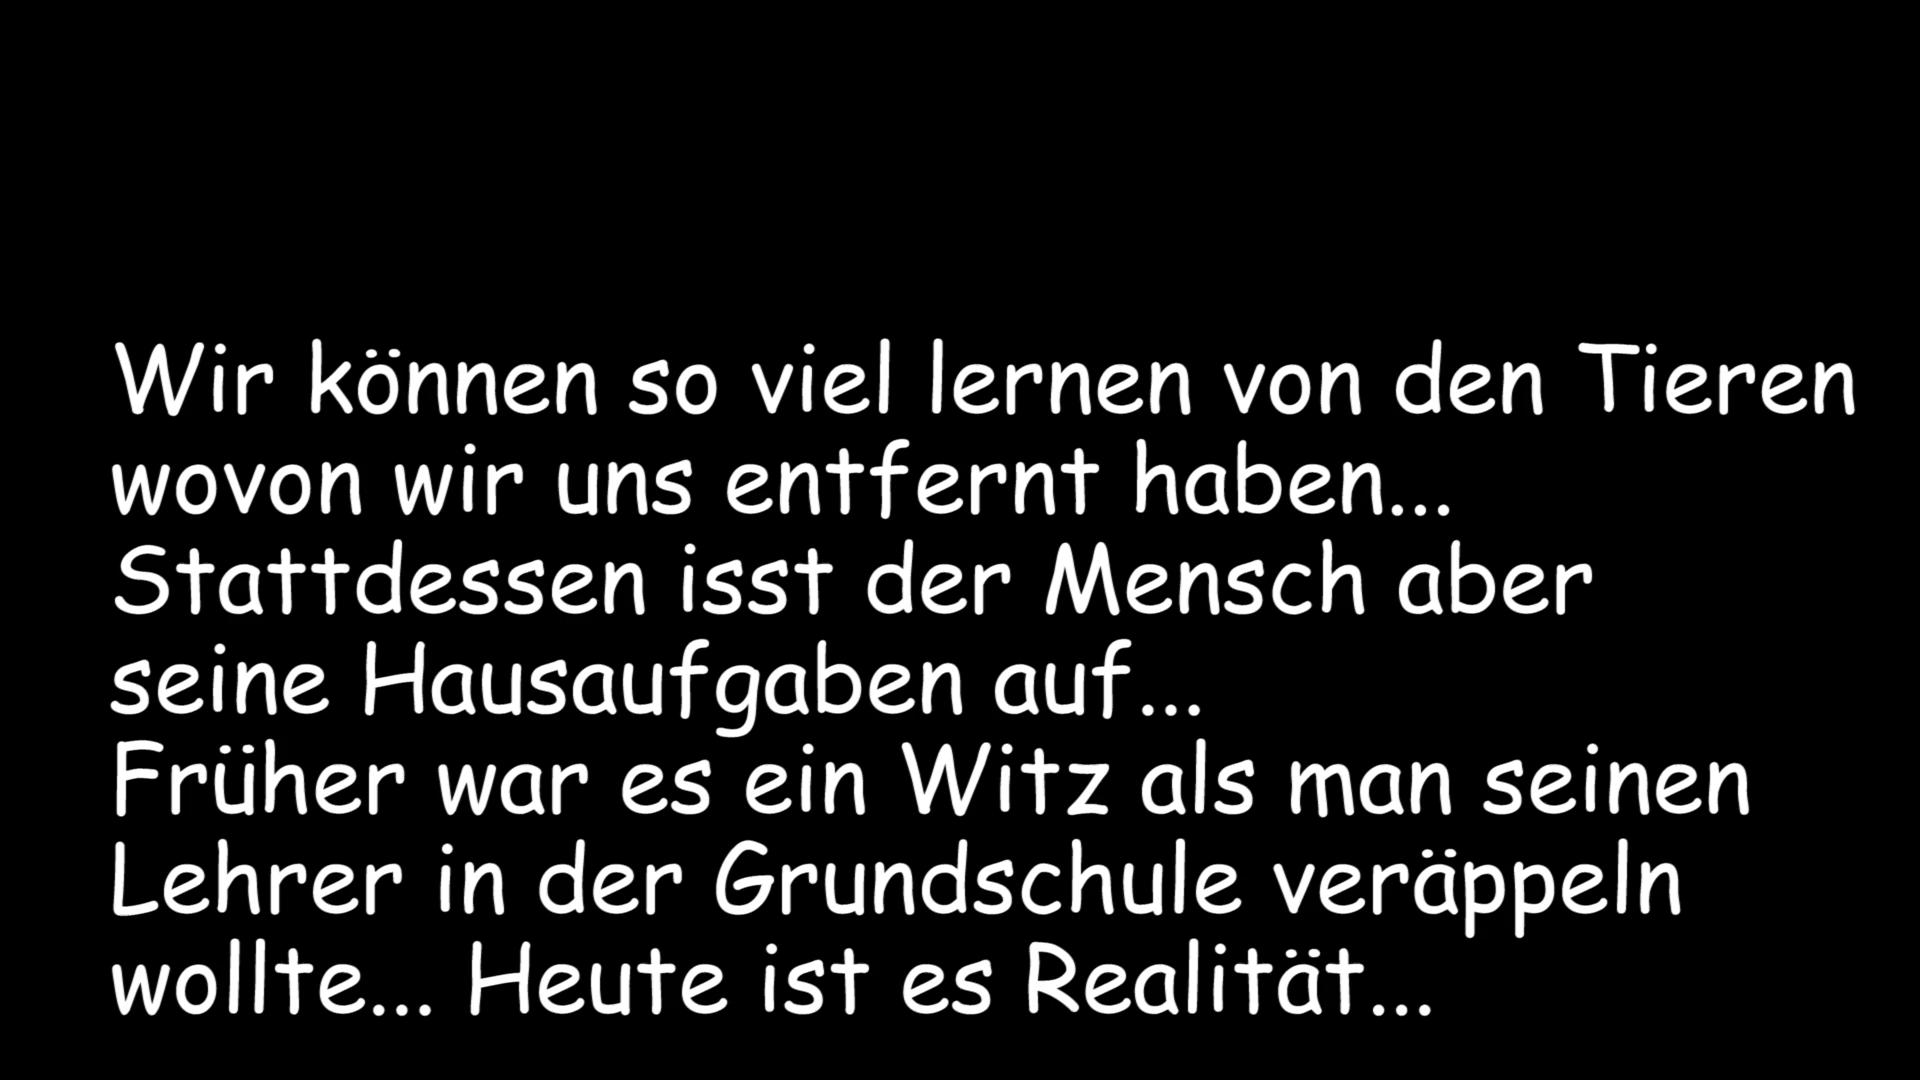 Wir können so viel lernen von den Tieren
wovon wir uns entfernt haben...
Stattdessen isst der Mensch aber
seine Hausaufgaben auf...
Früher war es ein Witz als man seinen
Lehrer in der Grundschule veräppeln
wollte... Heute ist es Realität...